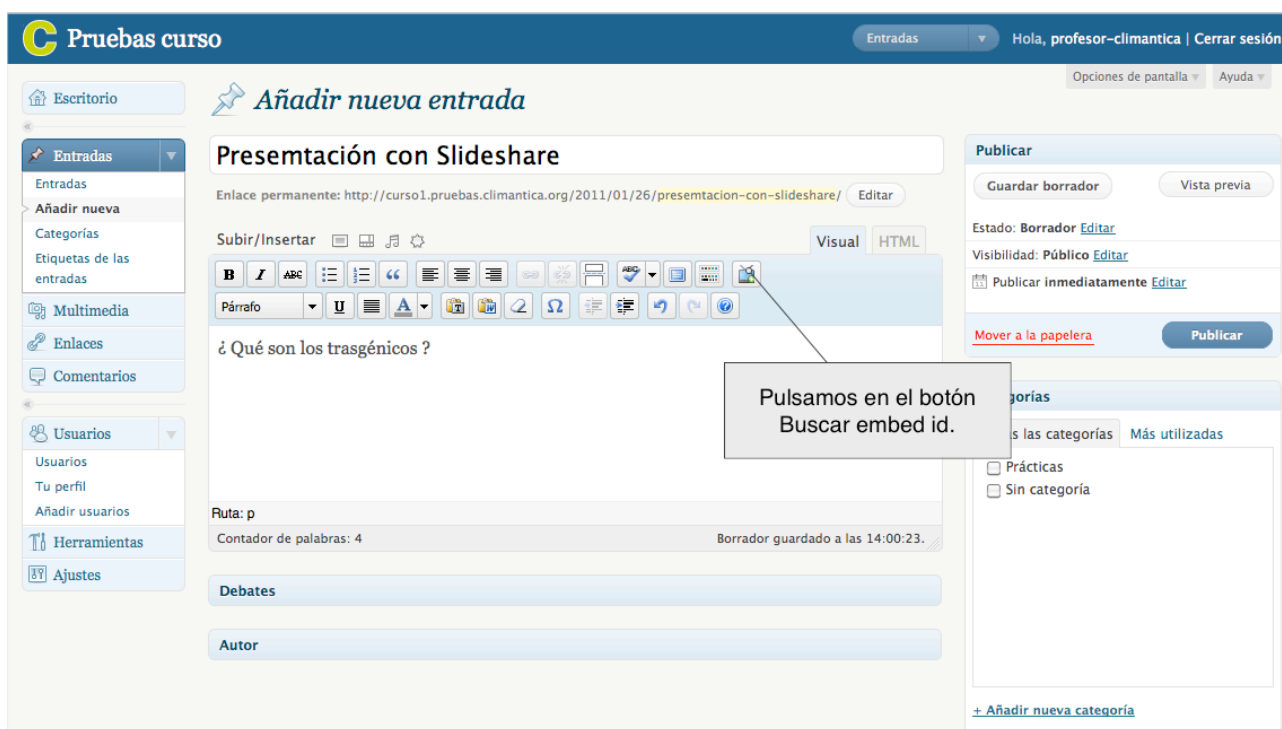 C Pruebas curso
Entradas
Hola, profesor-climantica | Cerrar sesión
Opciones de pantalla
Ayuda
Escritorio
Añadir nueva entrada
Entradas
Entradas
Añadir nueva
Categorías
Etiquetas de las
entradas
Multimedia
Enlaces
Comentarios
Usuarios
Usuarios
Tu perfil
Añadir usuarios
Herramientas
Ajustes
Presemtación con Slideshare
Enlace permanente: http://curso1.pruebas.climantica.org/2011/01/26/presemtacion-con-slideshare/ Editar
Subir/Insertar
Visual HTML
B I ABC ABC
Párrafo U A T W Ω
¿ Qué son los trasgénicos ?
Pulsamos en el botón
Buscar embed id.
Ruta: p
Contador de palabras: 4
Borrador guardado a las 14:00:23.
Debates
Autor
Publicar
Guardar borrador
Vista previa
Estado: Borrador Editar
Visibilidad: Público Editar
Publicar inmediatamente Editar
Mover a la papelera
Publicar
gorías
s las categorías
Más utilizadas
Prácticas
Sin categoría
+ Añadir nueva categoría